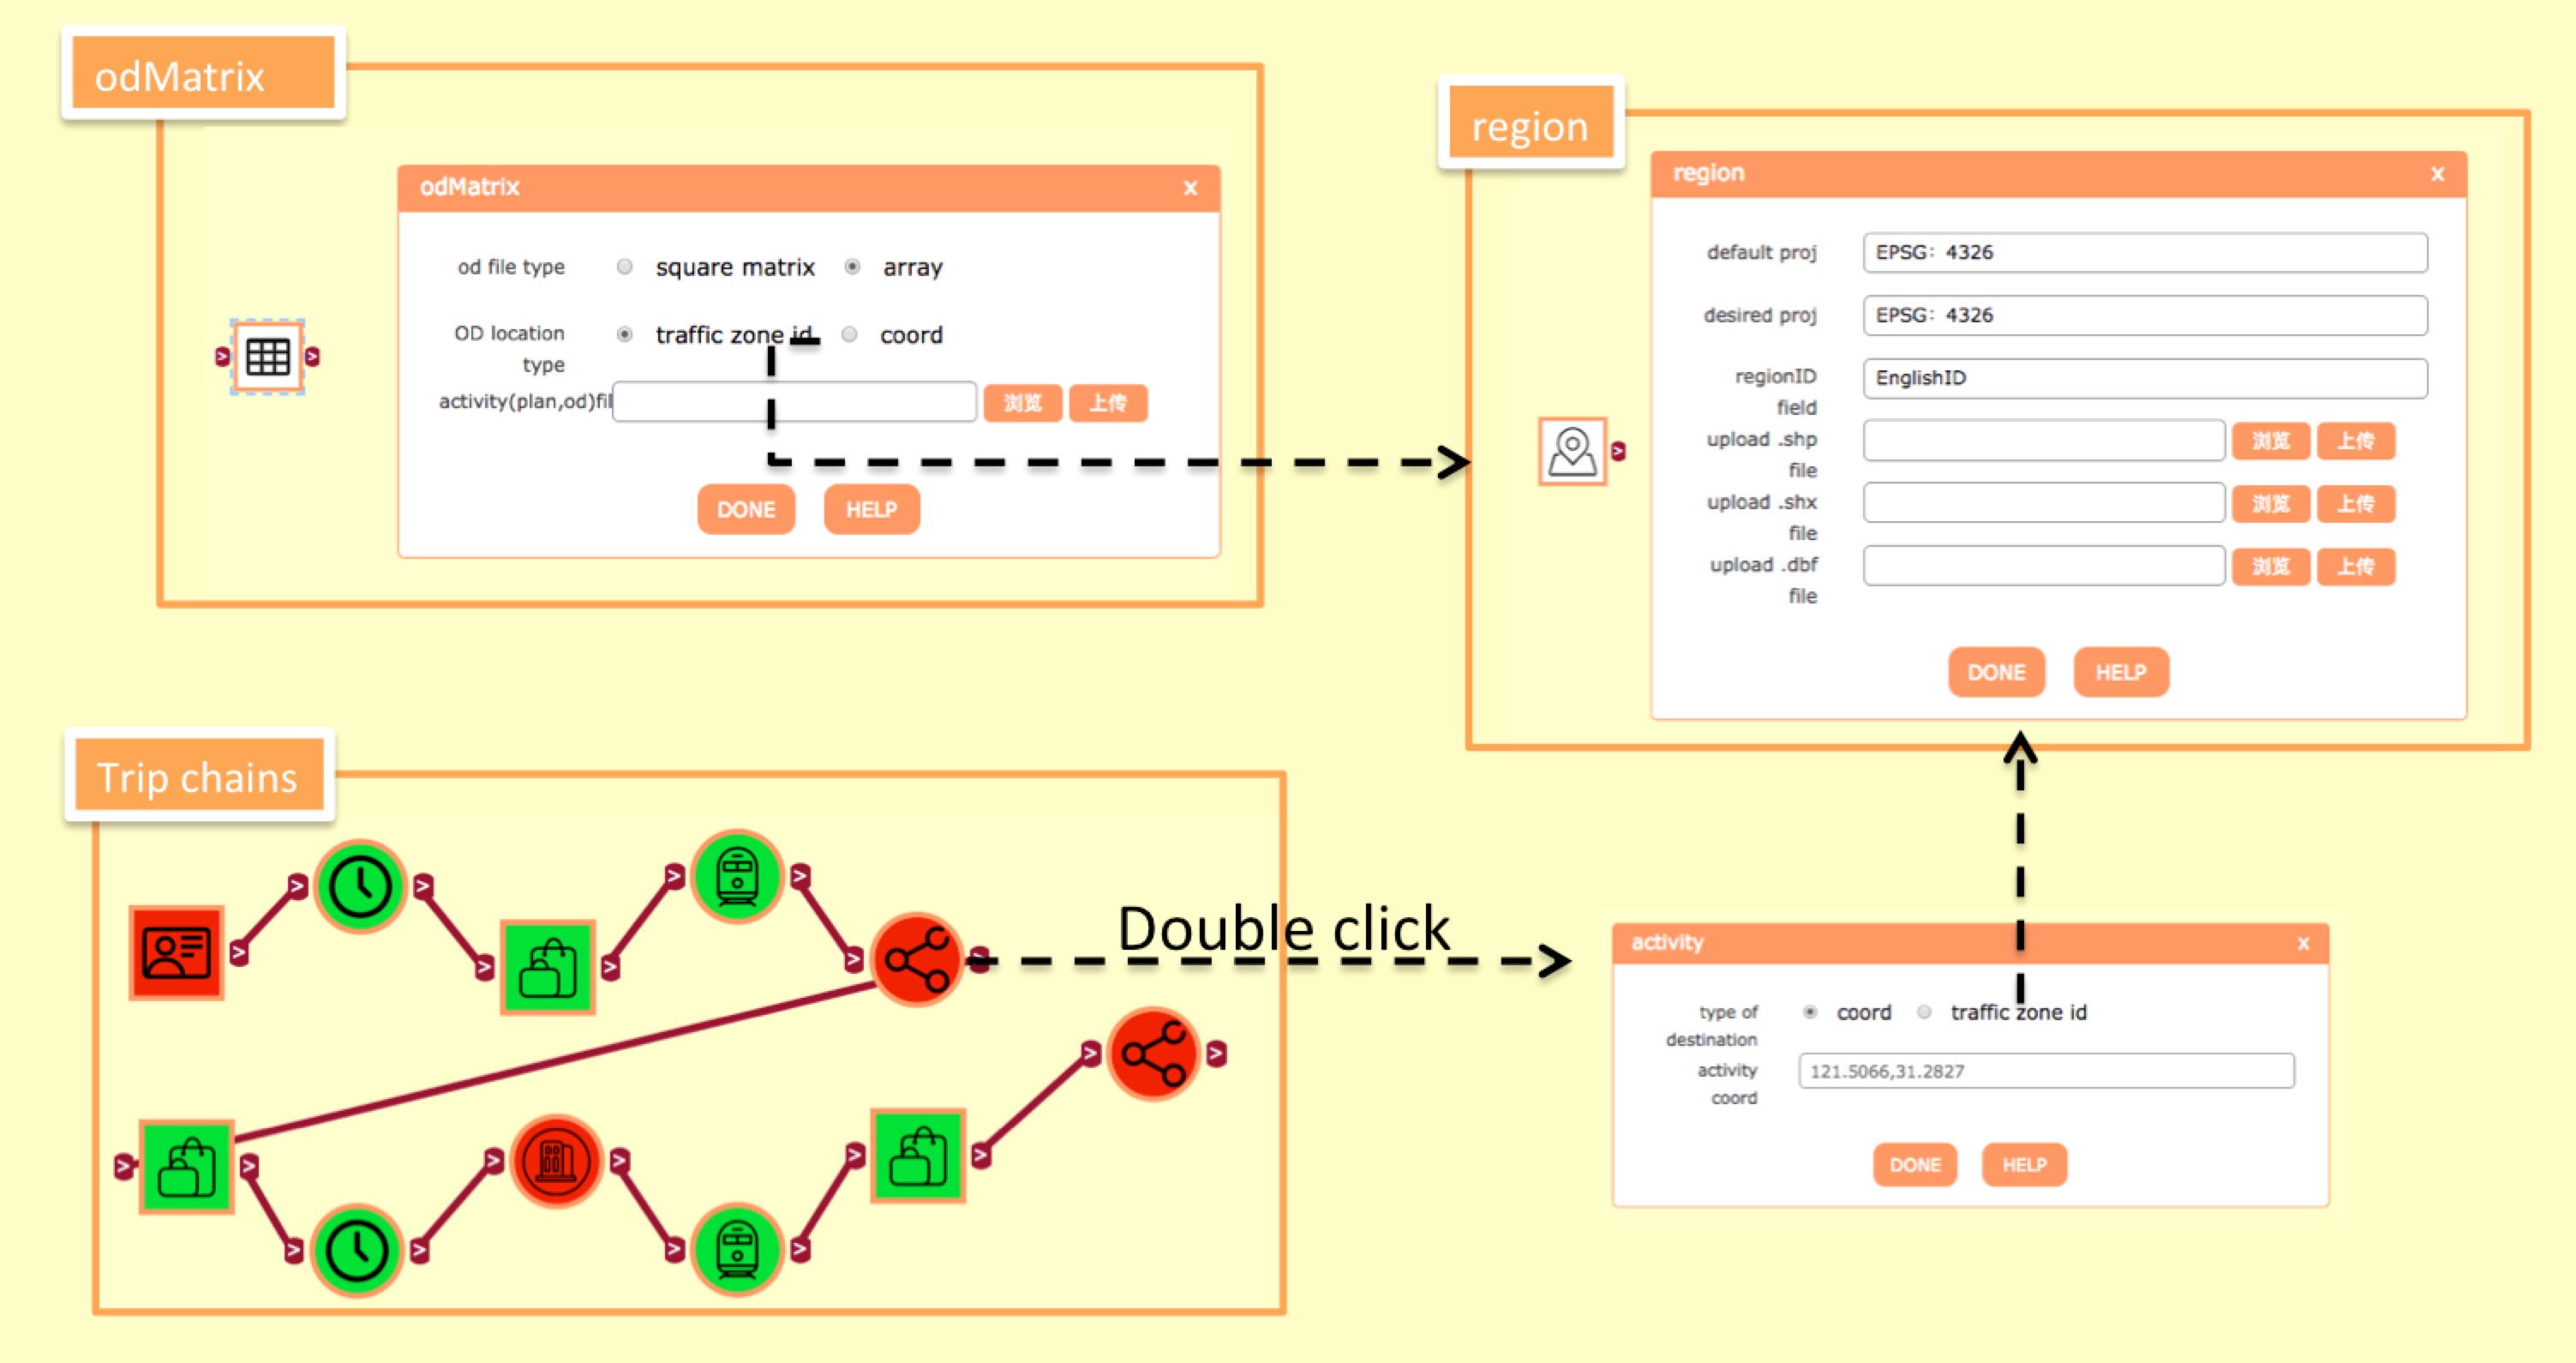 odMatrix
odMatrix x
od file type square matrix array
OD location type traffic zone id coord
activity(plan,od)fil 浏览 上传
DONE HELP
region
region x
default proj EPSG: 4326
desired proj EPSG: 4326
regionID field EnglishID
upload .shp file 浏览 上传
upload .shx file 浏览 上传
upload .dbf file 浏览 上传
DONE HELP
Trip chains
Double click
activity x
type of destination coord traffic zone id
activity coord 121.5066,31.2827
DONE HELP